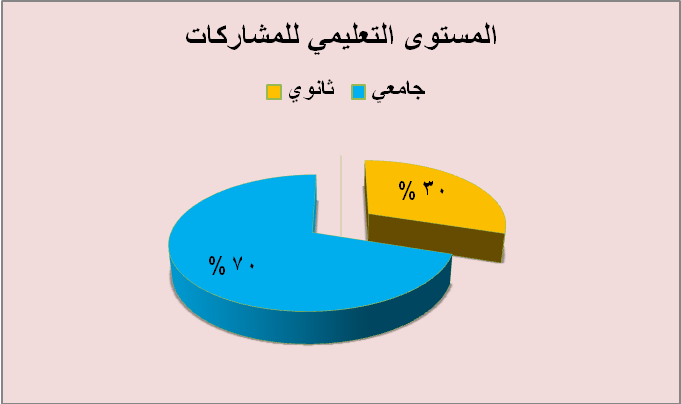 المستوى التعليمي للمشاركات
جامعي ثانوي
٣٠ %
٧٠ %